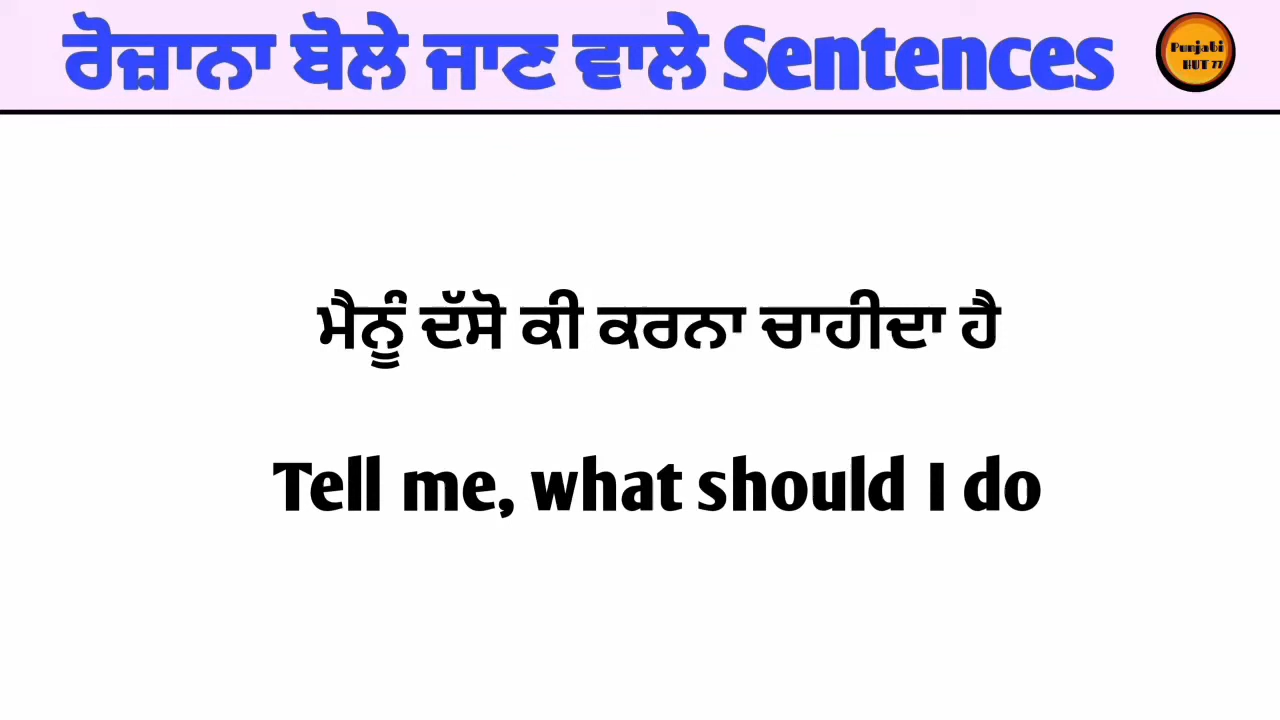 ਰੋਜ਼ਾਨਾ ਬੋਲੇ ਜਾਣ ਵਾਲੇ Sentences
Punjabi
HUT 77
ਮੈਨੂੰ ਦੱਸੋ ਕੀ ਕਰਨਾ ਚਾਹੀਦਾ ਹੈ
Tell me, what should I do